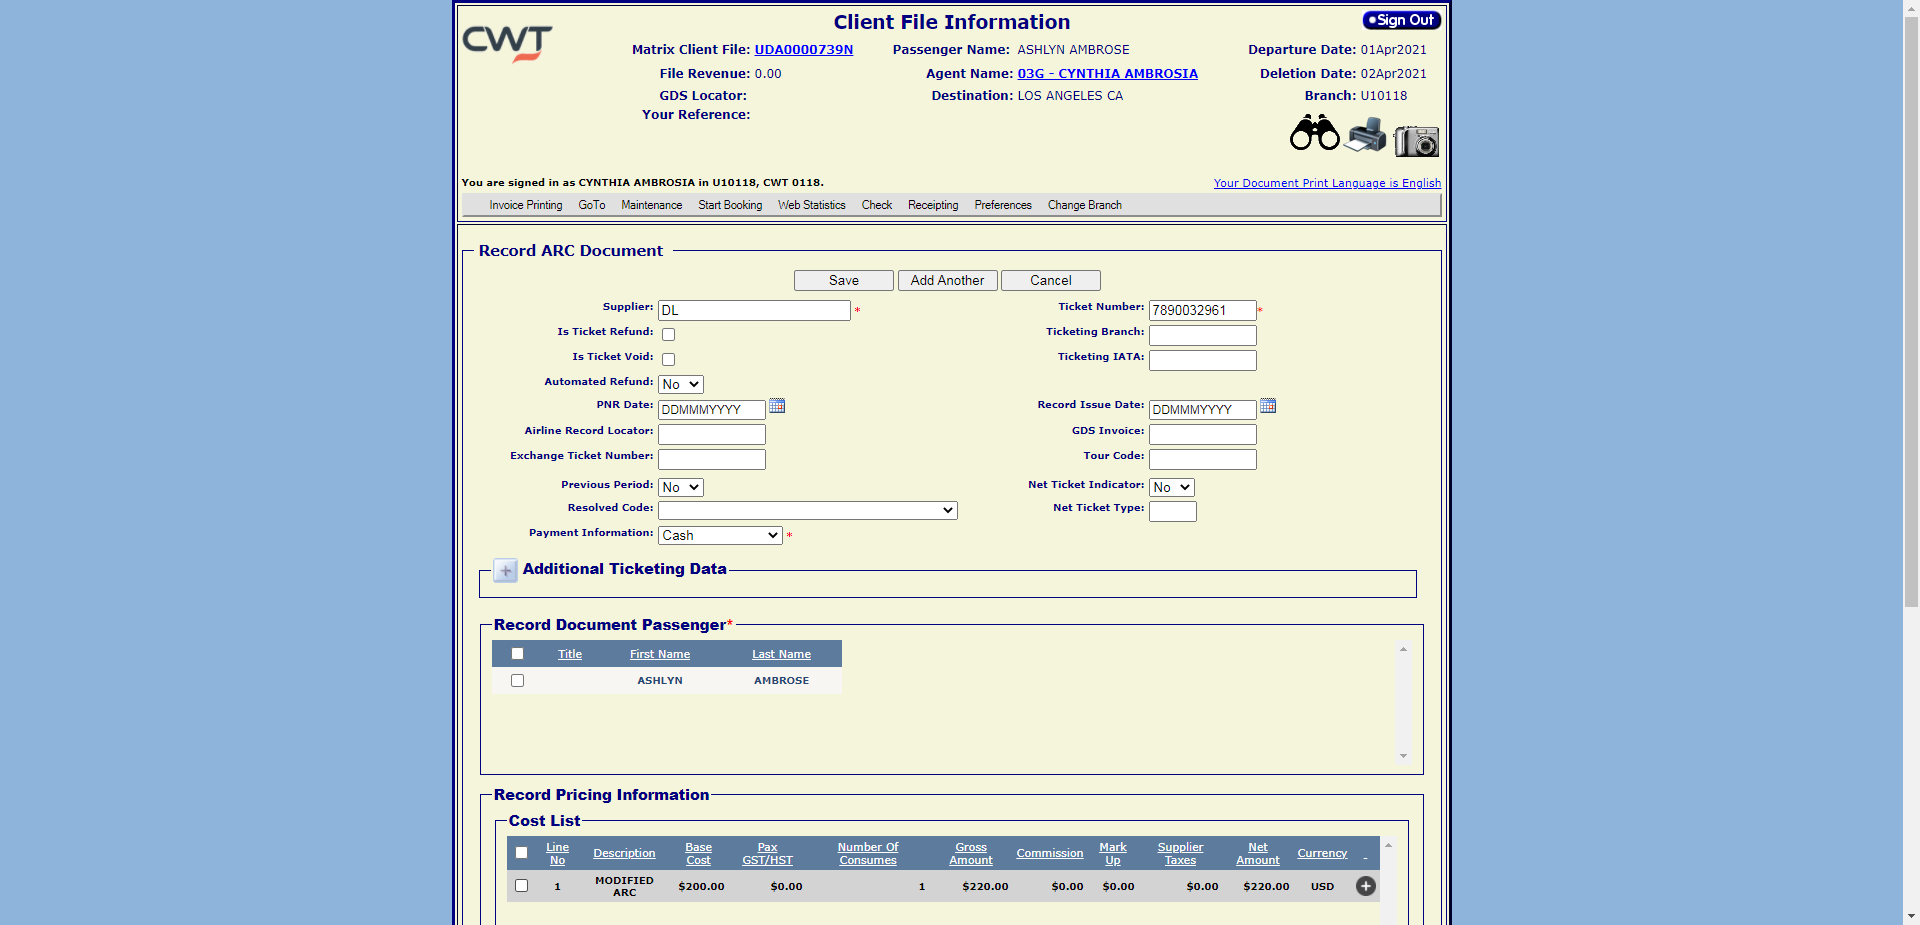 CWT
Client File Information
Sign Out
Matrix Client File: UDA0000739N
Passenger Name: ASHLYN AMBROSE
Departure Date: 01Apr2021
File Revenue: 0.00
Agent Name: 03G - CYNTHIA AMBROSIA
Deletion Date: 02Apr2021
GDS Locator:
Destination: LOS ANGELES CA
Branch: U10118
Your Reference:
You are signed in as CYNTHIA AMBROSIA in U10118, CWT 0118.
Your Document Print Language is English
Invoice Printing GoTo Maintenance Start Booking Web Statistics Check Receipting Preferences Change Branch
Record ARC Document
Save Add Another Cancel
Supplier: DL *
Ticket Number: 7890032961 *
Is Ticket Refund:
Ticketing Branch:
Is Ticket Void:
Ticketing IATA:
Automated Refund: No
PNR Date: DDMMMYYYY
Record Issue Date: DDMMMYYYY
Airline Record Locator:
GDS Invoice:
Exchange Ticket Number:
Tour Code:
Previous Period: No
Net Ticket Indicator: No
Resolved Code:
Net Ticket Type:
Payment Information: Cash *
Additional Ticketing Data
Record Document Passenger*
Title First Name Last Name
ASHLYN AMBROSE
Record Pricing Information
Cost List
Line No Description Base Cost Pax GST/HST Number Of Consumes Gross Amount Commission Mark Up Supplier Taxes Net Amount Currency
1 MODIFIED ARC $200.00 $0.00 1 $220.00 $0.00 $0.00 $0.00 $220.00 USD